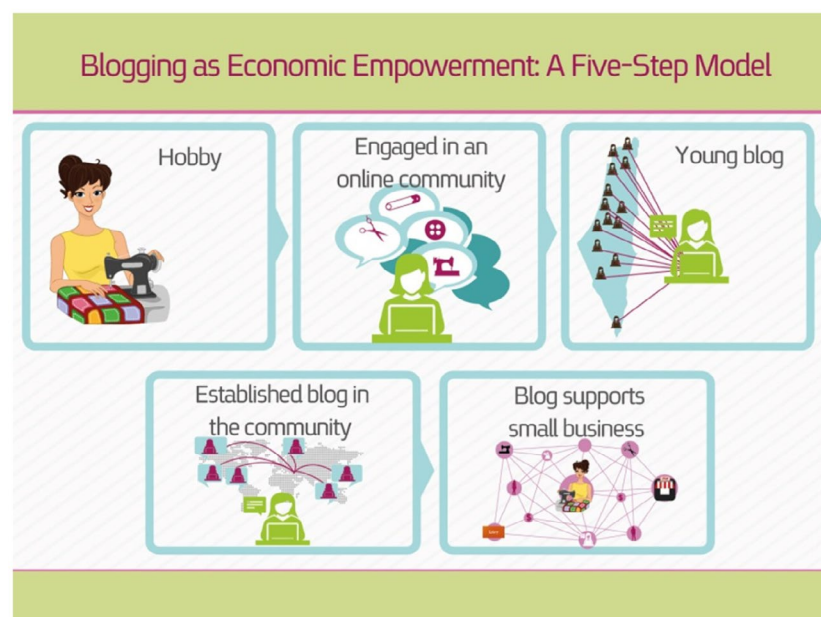 Blogging as Economic Empowerment: A Five-Step Model
Hobby
Engaged in an
online community
Young blog
Established blog in
the community
Blog supports
small business